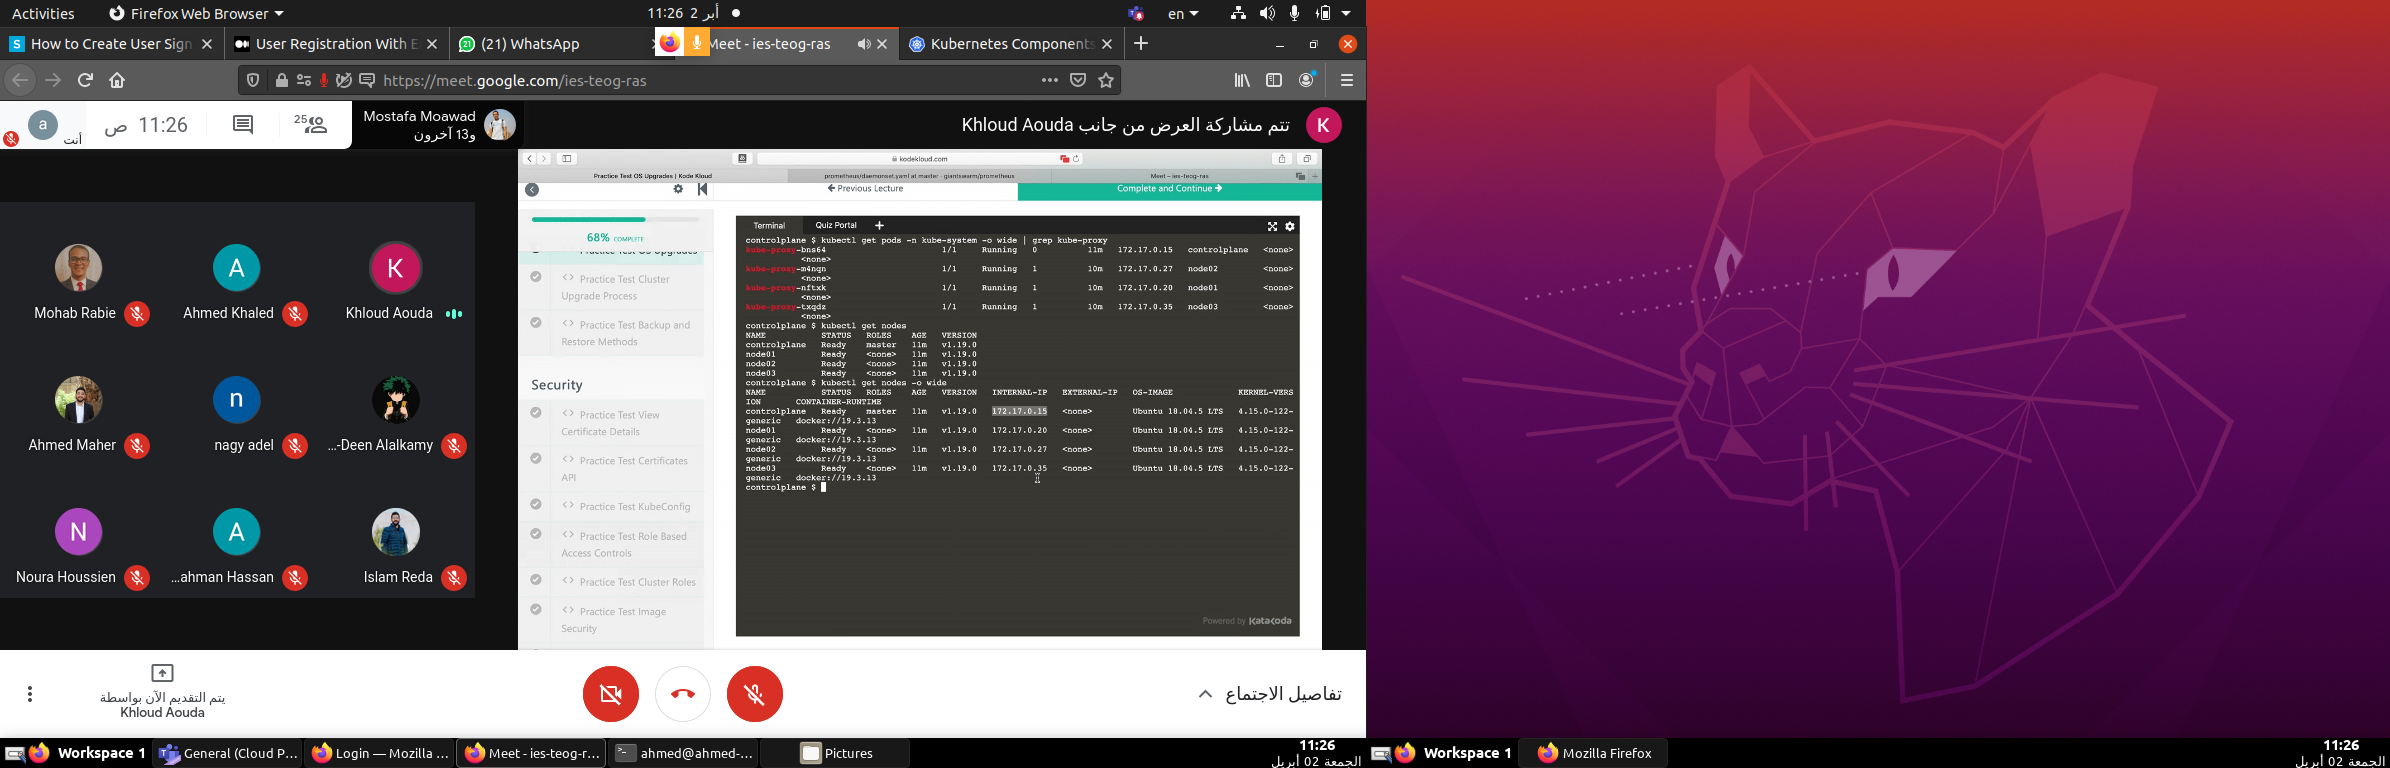 Activities
Firefox Web Browser
11:26 2 أبر
en
How to Create User Sign
User Registration With E
(21) WhatsApp
Meet - ies-teog-ras
Kubernetes Components
https://meet.google.com/ies-teog-ras
a
أنت
11:26 ص
25
Mostafa Moawad
و13 آخرون
تتم مشاركة العرض من جانب Khloud Aouda
K
kodekloud.com
Practice Test OS Upgrades | Kode Kloud
prometheus/daemonset.yaml at master · giantswarm/prometheus
Meet – ies-teog-ras
Previous Lecture
Complete and Continue
68% COMPLETE
Practice Test OS Upgrades
Practice Test Cluster
Upgrade Process
Practice Test Backup and
Restore Methods
Security
Practice Test View
Certificate Details
Practice Test Certificates
API
Practice Test KubeConfig
Practice Test Role Based
Access Controls
Practice Test Cluster Roles
Practice Test Image
Security
Terminal
Quiz Portal
+
controlplane $ kubectl get pods -n kube-system -o wide | grep kube-proxy
kube-proxy-bns64 1/1 Running 0 11m 172.17.0.15 controlplane <none>
<none>
kube-proxy-m4nqn 1/1 Running 1 10m 172.17.0.27 node02 <none>
<none>
kube-proxy-nftxk 1/1 Running 1 10m 172.17.0.20 node01 <none>
<none>
kube-proxy-txqdz 1/1 Running 1 10m 172.17.0.35 node03 <none>
<none>
controlplane $ kubectl get nodes
NAME STATUS ROLES AGE VERSION
controlplane Ready master 11m v1.19.0
node01 Ready <none> 11m v1.19.0
node02 Ready <none> 11m v1.19.0
node03 Ready <none> 11m v1.19.0
controlplane $ kubectl get nodes -o wide
NAME STATUS ROLES AGE VERSION INTERNAL-IP EXTERNAL-IP OS-IMAGE KERNEL-VERS
ION CONTAINER-RUNTIME
controlplane Ready master 11m v1.19.0 172.17.0.15 <none> Ubuntu 18.04.5 LTS 4.15.0-122-
generic docker://19.3.13
node01 Ready <none> 11m v1.19.0 172.17.0.20 <none> Ubuntu 18.04.5 LTS 4.15.0-122-
generic docker://19.3.13
node02 Ready <none> 11m v1.19.0 172.17.0.27 <none> Ubuntu 18.04.5 LTS 4.15.0-122-
generic docker://19.3.13
node03 Ready <none> 11m v1.19.0 172.17.0.35 <none> Ubuntu 18.04.5 LTS 4.15.0-122-
generic docker://19.3.13
controlplane $
Powered by Katacoda
A
K
Mohab Rabie
Ahmed Khaled
Khloud Aouda
n
Ahmed Maher
nagy adel
...-Deen Alalkamy
N
A
Noura Houssien
...ahman Hassan
Islam Reda
يتم التقديم الآن بواسطة
Khloud Aouda
تفاصيل الاجتماع
Workspace 1
General (Cloud P...
Login — Mozilla ...
Meet - ies-teog-r...
ahmed@ahmed-...
Pictures
11:26
الجمعة 02 أبريل
Workspace 1
Mozilla Firefox
11:26
الجمعة 02 أبريل